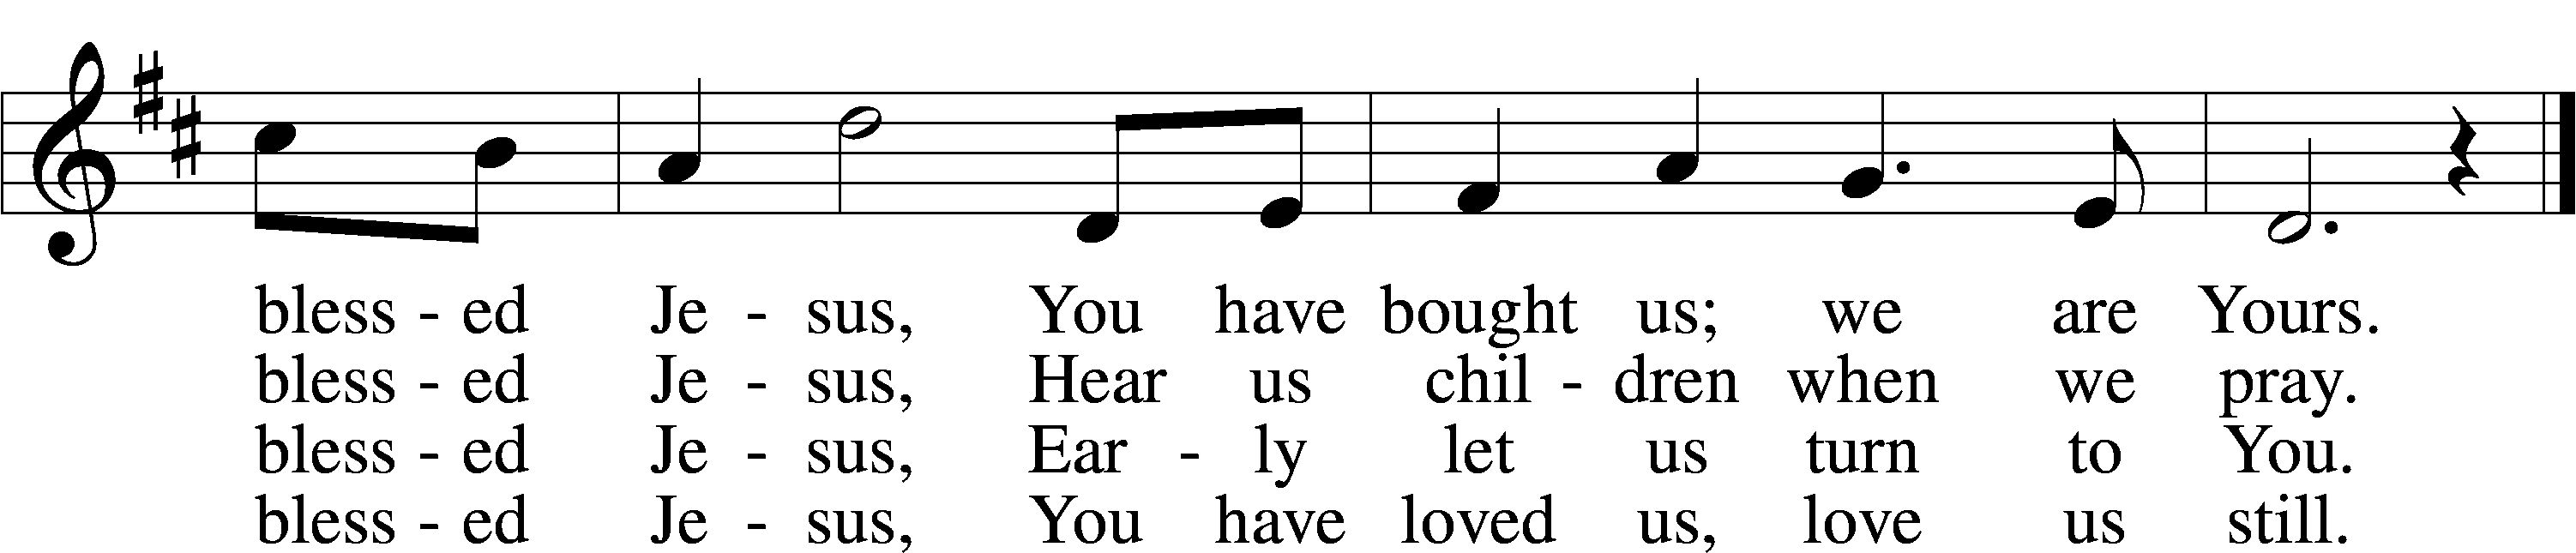 bless - ed Je - sus, You have bought us; we are Yours.
bless - ed Je - sus, Hear us chil - dren when we pray.
bless - ed Je - sus, Ear - ly let us turn to You.
bless - ed Je - sus, You have loved us, love us still.